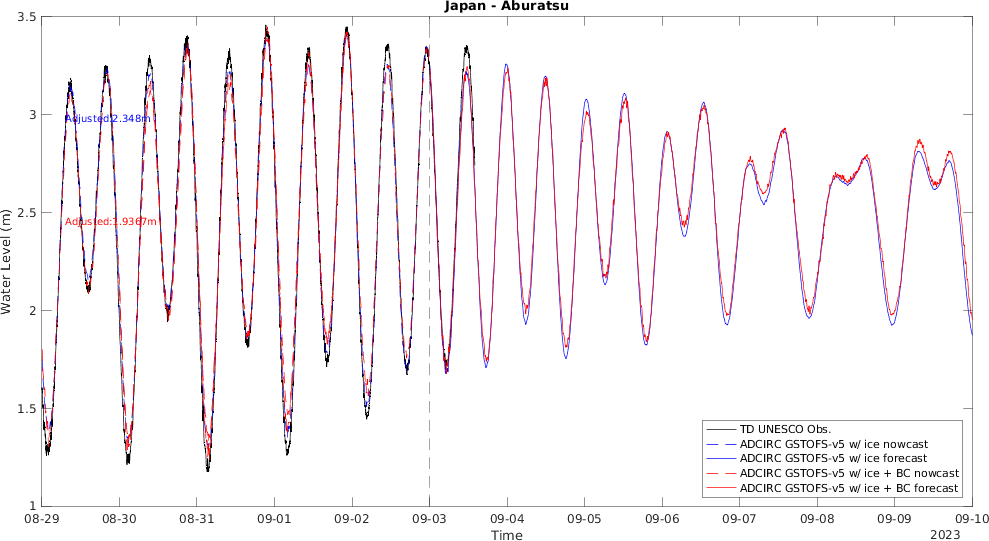 Japan - Aburatsu
3.5
3
2.5
2
1.5
1
Water Level (m)
Adjusted:2.348m
Adjusted:1.9367m
TD UNESCO Obs.
ADCIRC GSTOFS-v5 w/ ice nowcast
ADCIRC GSTOFS-v5 w/ ice forecast
ADCIRC GSTOFS-v5 w/ ice + BC nowcast
ADCIRC GSTOFS-v5 w/ ice + BC forecast
08-29 08-30 08-31 09-01 09-02 09-03 09-04 09-05 09-06 09-07 09-08 09-09 09-10
Time
2023